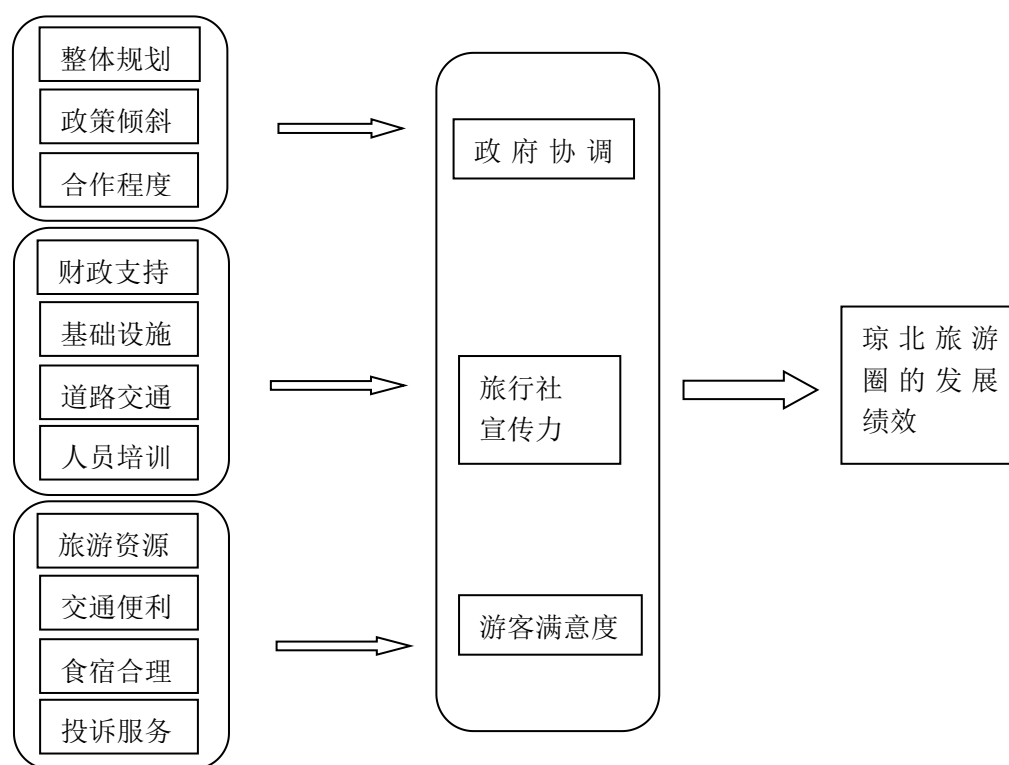 整体规划
政策倾斜
合作程度
财政支持
基础设施
道路交通
人员培训
旅游资源
交通便利
食宿合理
投诉服务
政府协调
旅行社
宣传力
游客满意度
琼北旅游
圈的发展
绩效